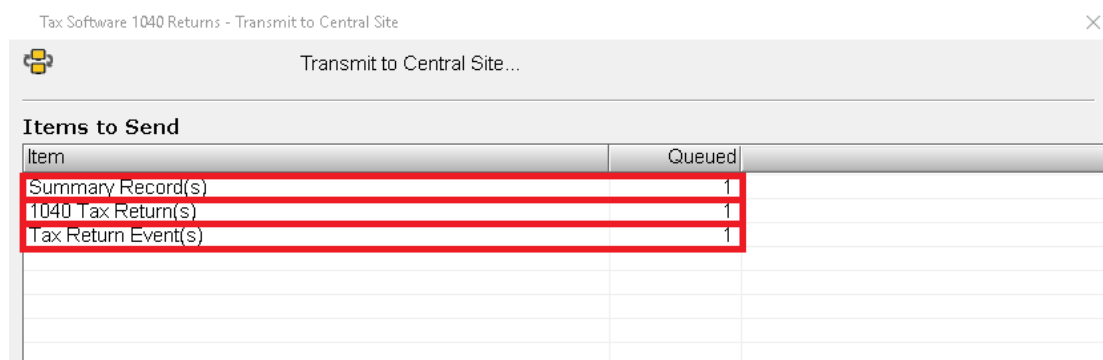 Tax Software 1040 Returns - Transmit to Central Site
Transmit to Central Site...
Items to Send
Item Queued
Summary Record(s) 1
1040 Tax Return(s) 1
Tax Return Event(s) 1